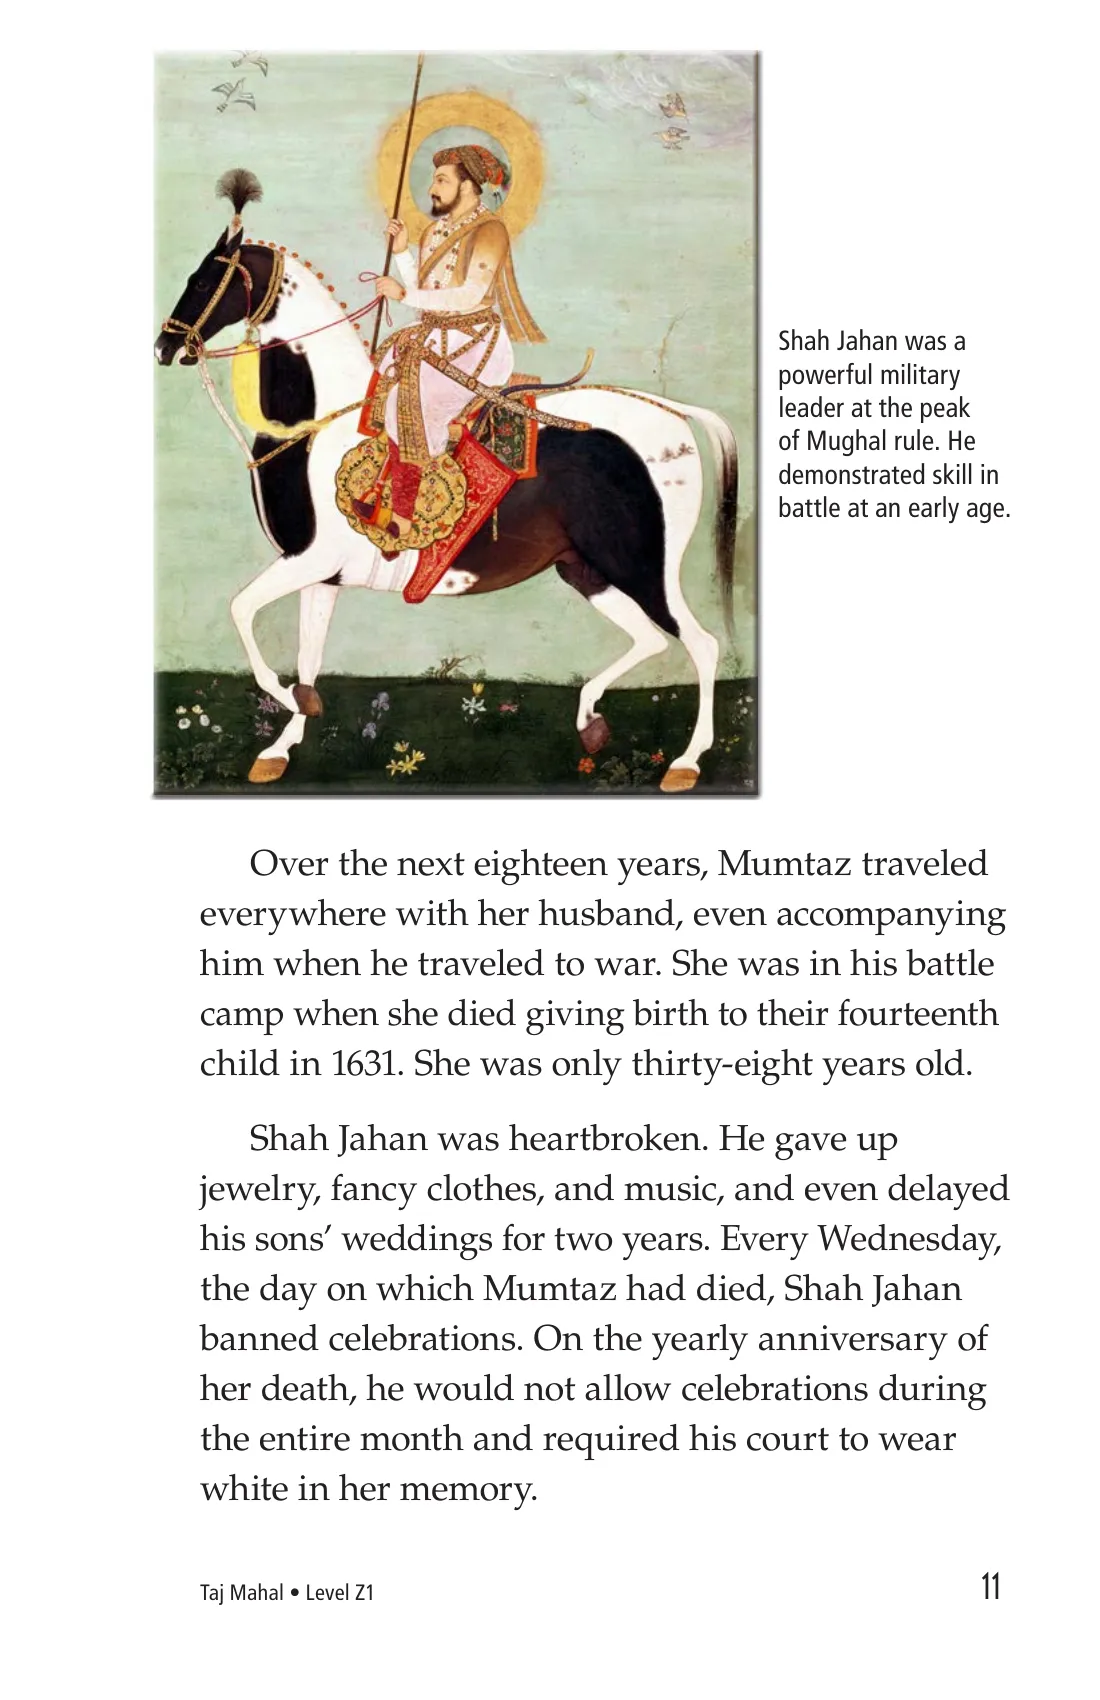 Shah Jahan was a
powerful military
leader at the peak
of Mughal rule. He
demonstrated skill in
battle at an early age.
Over the next eighteen years, Mumtaz traveled
everywhere with her husband, even accompanying
him when he traveled to war. She was in his battle
camp when she died giving birth to their fourteenth
child in 1631. She was only thirty-eight years old.
Shah Jahan was heartbroken. He gave up
jewelry, fancy clothes, and music, and even delayed
his sons’ weddings for two years. Every Wednesday,
the day on which Mumtaz had died, Shah Jahan
banned celebrations. On the yearly anniversary of
her death, he would not allow celebrations during
the entire month and required his court to wear
white in her memory.
Taj Mahal • Level Z1
11